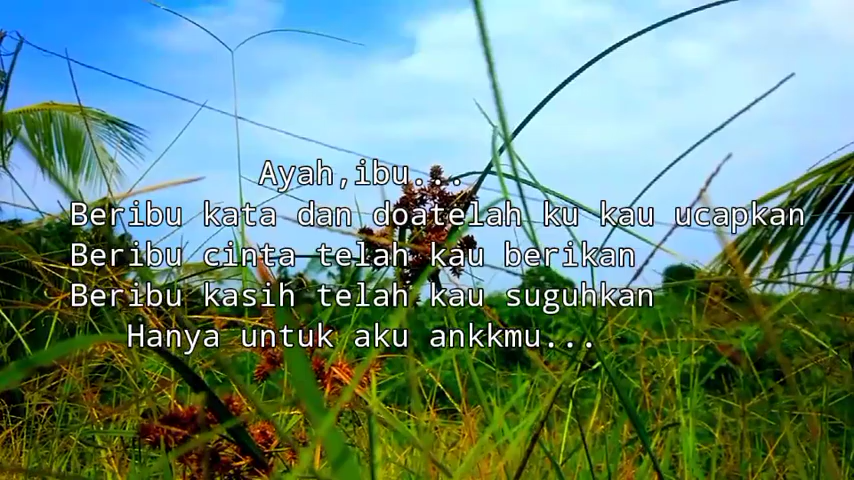 Ayah,ibu...
Beribu kata dan doatelah ku kau ucapkan
Beribu cinta telah kau berikan
Beribu kasih telah kau suguhkan
Hanya untuk aku ankkmu...